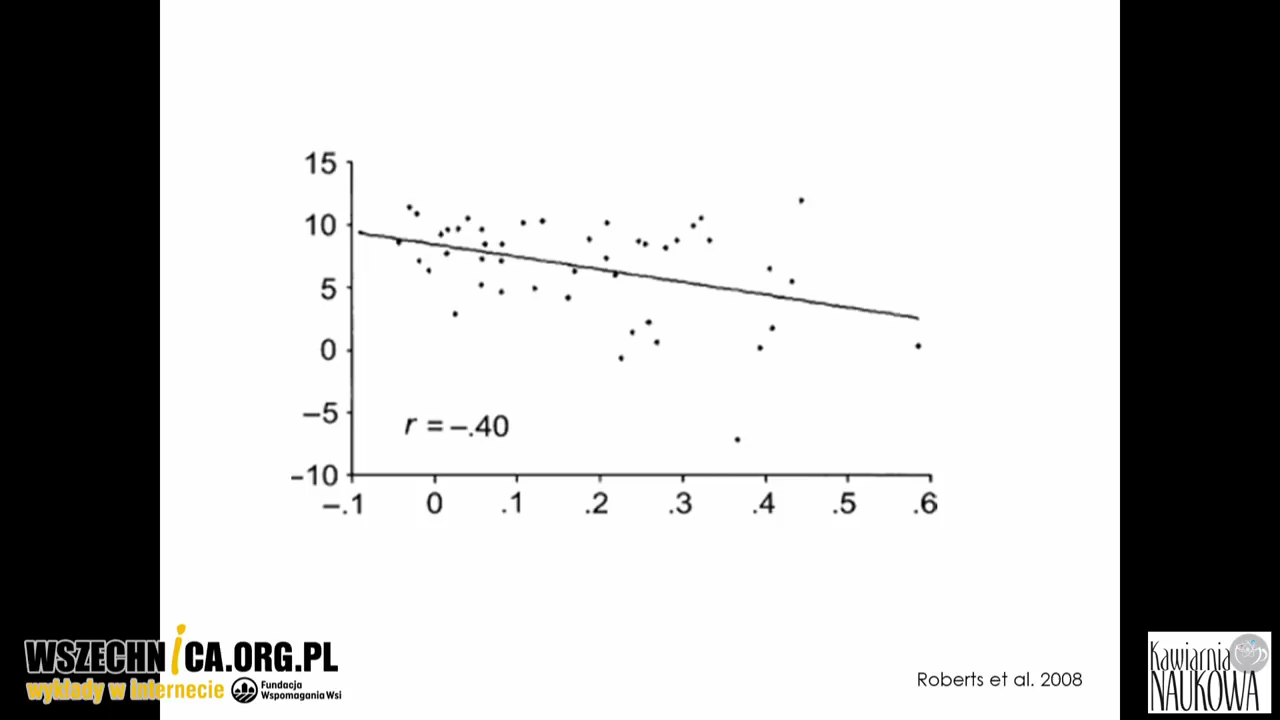 15
10
5
0
−5
−10
r = −.40
−.1 0 .1 .2 .3 .4 .5 .6
WSZECHNiCA.ORG.PL
wykłady w internecie
Fundacja
Wspomagania Wsi
Roberts et al. 2008
Kawiarnia
NAUKOWA